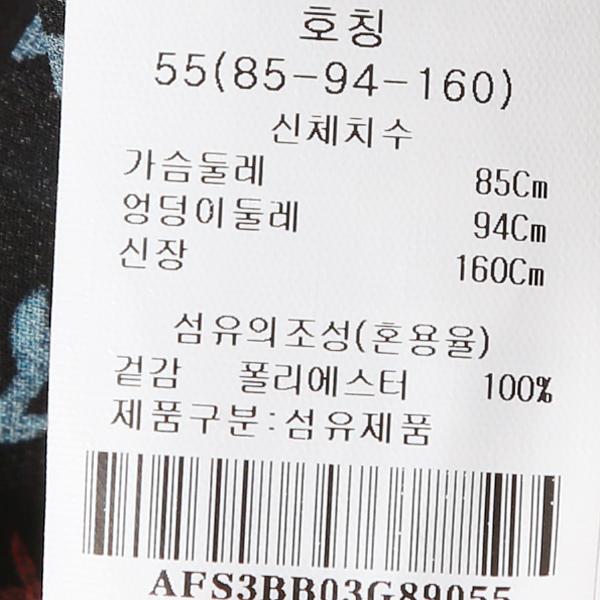 호칭
55(85-94-160)
신체치수
가슴둘레 85Cm
엉덩이둘레 94Cm
신장 160Cm
섬유의조성(혼용율)
겉감 폴리에스터 100%
제품구분:섬유제품
AFS3BB03G89055